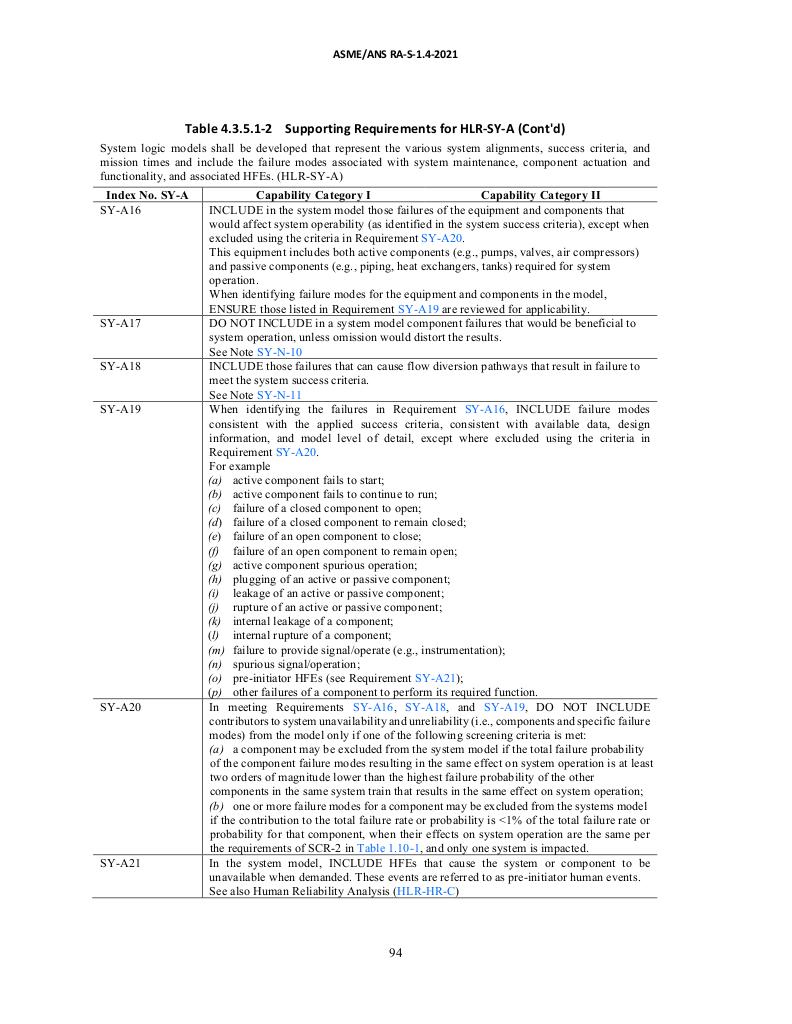 ASME/ANS RA-S-1.4-2021
Table 4.3.5.1-2 Supporting Requirements for HLR-SY-A (Cont'd)
System logic models shall be developed that represent the various system alignments, success criteria, and
mission times and include the failure modes associated with system maintenance, component actuation and
functionality, and associated HFEs. (HLR-SY-A)
Index No. SY-A Capability Category I Capability Category II
SY-A16 INCLUDE in the system model those failures of the equipment and components that
would affect system operability (as identified in the system success criteria), except when
excluded using the criteria in Requirement SY-A20.
This equipment includes both active components (e.g., pumps, valves, air compressors)
and passive components (e.g., piping, heat exchangers, tanks) required for system
operation.
When identifying failure modes for the equipment and components in the model,
ENSURE those listed in Requirement SY-A19 are reviewed for applicability.
SY-A17 DO NOT INCLUDE in a system model component failures that would be beneficial to
system operation, unless omission would distort the results.
See Note SY-N-10
SY-A18 INCLUDE those failures that can cause flow diversion pathways that result in failure to
meet the system success criteria.
See Note SY-N-11
SY-A19 When identifying the failures in Requirement SY-A16, INCLUDE failure modes
consistent with the applied success criteria, consistent with available data, design
information, and model level of detail, except where excluded using the criteria in
Requirement SY-A20.
For example
(a) active component fails to start;
(b) active component fails to continue to run;
(c) failure of a closed component to open;
(d) failure of a closed component to remain closed;
(e) failure of an open component to close;
(f) failure of an open component to remain open;
(g) active component spurious operation;
(h) plugging of an active or passive component;
(i) leakage of an active or passive component;
(j) rupture of an active or passive component;
(k) internal leakage of a component;
(l) internal rupture of a component;
(m) failure to provide signal/operate (e.g., instrumentation);
(n) spurious signal/operation;
(o) pre-initiator HFEs (see Requirement SY-A21);
(p) other failures of a component to perform its required function.
SY-A20 In meeting Requirements SY-A16, SY-A18, and SY-A19, DO NOT INCLUDE
contributors to system unavailability and unreliability (i.e., components and specific failure
modes) from the model only if one of the following screening criteria is met:
(a) a component may be excluded from the system model if the total failure probability
of the component failure modes resulting in the same effect on system operation is at least
two orders of magnitude lower than the highest failure probability of the other
components in the same system train that results in the same effect on system operation;
(b) one or more failure modes for a component may be excluded from the systems model
if the contribution to the total failure rate or probability is <1% of the total failure rate or
probability for that component, when their effects on system operation are the same per
the requirements of SCR-2 in Table 1.10-1, and only one system is impacted.
SY-A21 In the system model, INCLUDE HFEs that cause the system or component to be
unavailable when demanded. These events are referred to as pre-initiator human events.
See also Human Reliability Analysis (HLR-HR-C)
94